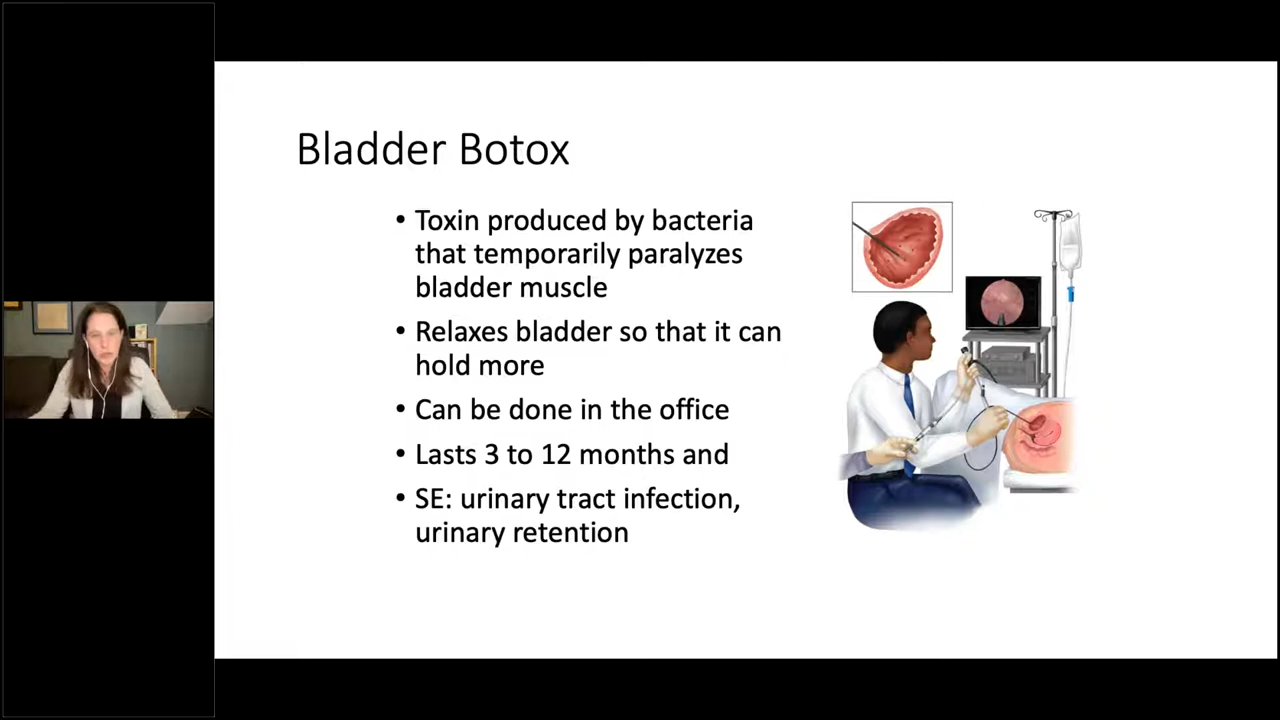 Bladder Botox
• Toxin produced by bacteria
that temporarily paralyzes
bladder muscle
• Relaxes bladder so that it can
hold more
• Can be done in the office
• Lasts 3 to 12 months and
• SE: urinary tract infection,
urinary retention